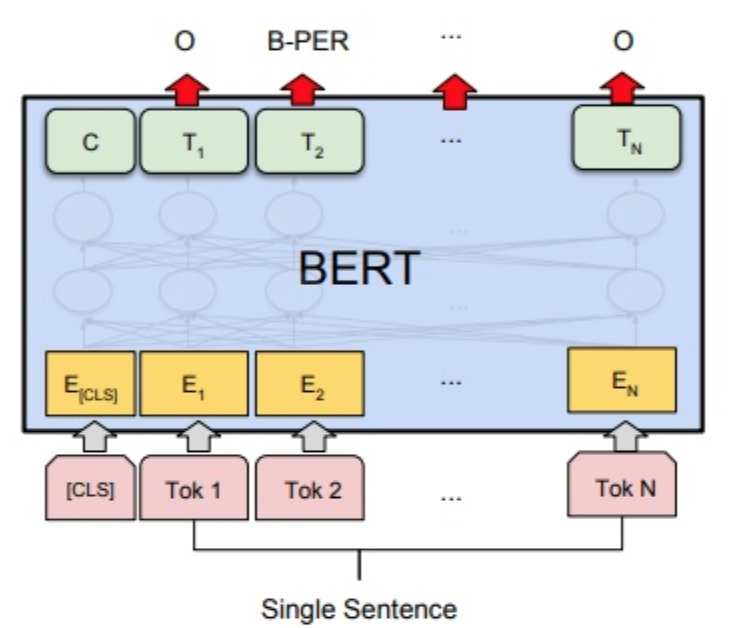 O B-PER ... O
C T1 T2 ... TN
...
BERT
...
E[CLS] E1 E2 ... EN
[CLS] Tok 1 Tok 2 ... Tok N
Single Sentence